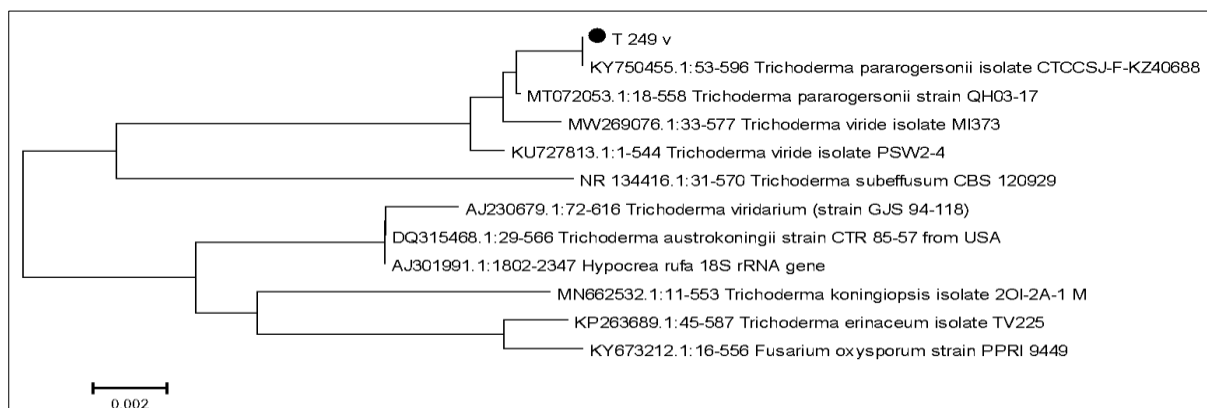 T 249 v
KY750455.1:53-596 Trichoderma pararogersonii isolate CTCCSJ-F-KZ40688
MT072053.1:18-558 Trichoderma pararogersonii strain QH03-17
MW269076.1:33-577 Trichoderma viride isolate MI373
KU727813.1:1-544 Trichoderma viride isolate PSW2-4
NR 134416.1:31-570 Trichoderma subeffusum CBS 120929
AJ230679.1:72-616 Trichoderma viridarium (strain GJS 94-118)
DQ315468.1:29-566 Trichoderma austrokoningii strain CTR 85-57 from USA
AJ301991.1:1802-2347 Hypocrea rufa 18S rRNA gene
MN662532.1:11-553 Trichoderma koningiopsis isolate 2OI-2A-1 M
KP263689.1:45-587 Trichoderma erinaceum isolate TV225
KY673212.1:16-556 Fusarium oxysporum strain PPRI 9449
0.002